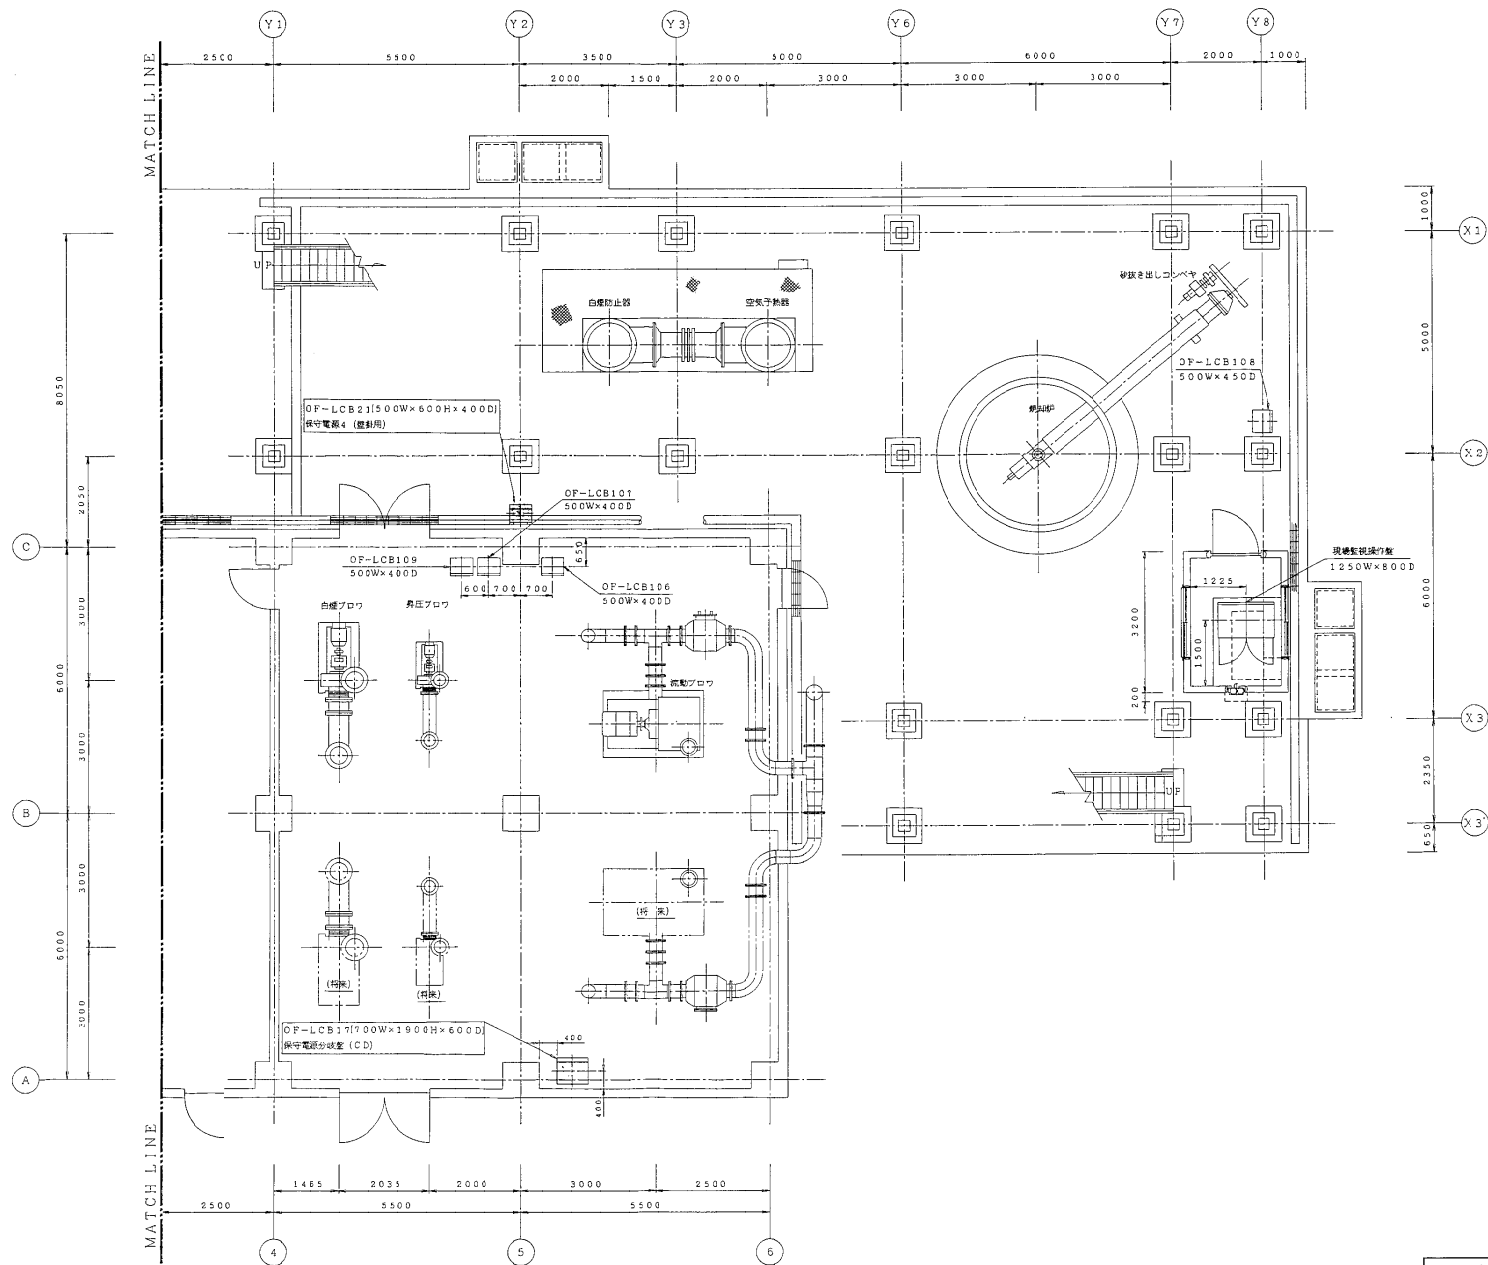 Y1
Y2
Y3
Y6
Y7
Y8
MATCH LINE
2500
5500
3500
5000
6000
2000
1000
2000
1500
2000
3000
3000
3000
1000
X1
UP
砂抜き出しコンベヤ
白煙防止器
空気予熱器
5000
8050
OF-LCB108
500W×450D
焼却炉
OF-LCB21(500W×600H×400D)
保守電源4 (壁掛用)
X2
2050
OF-LCB107
500W×400D
C
650
現場監視操作盤
1250W×800D
OF-LCB109
500W×400D
OF-LCB106
500W×400D
600
700
700
1225
白煙ブロワ
昇圧ブロワ
3000
3200
1500
6000
6000
流動ブロワ
200
X3
3000
2350
UP
B
X3'
650
3000
(将 来)
6000
(将来)
(将来)
3000
OF-LCB17(700W×1900H×600D)
保守電源分岐盤 (CD)
400
A
400
MATCH LINE
1465
2035
2000
3000
2500
2500
5500
5500
4
5
6